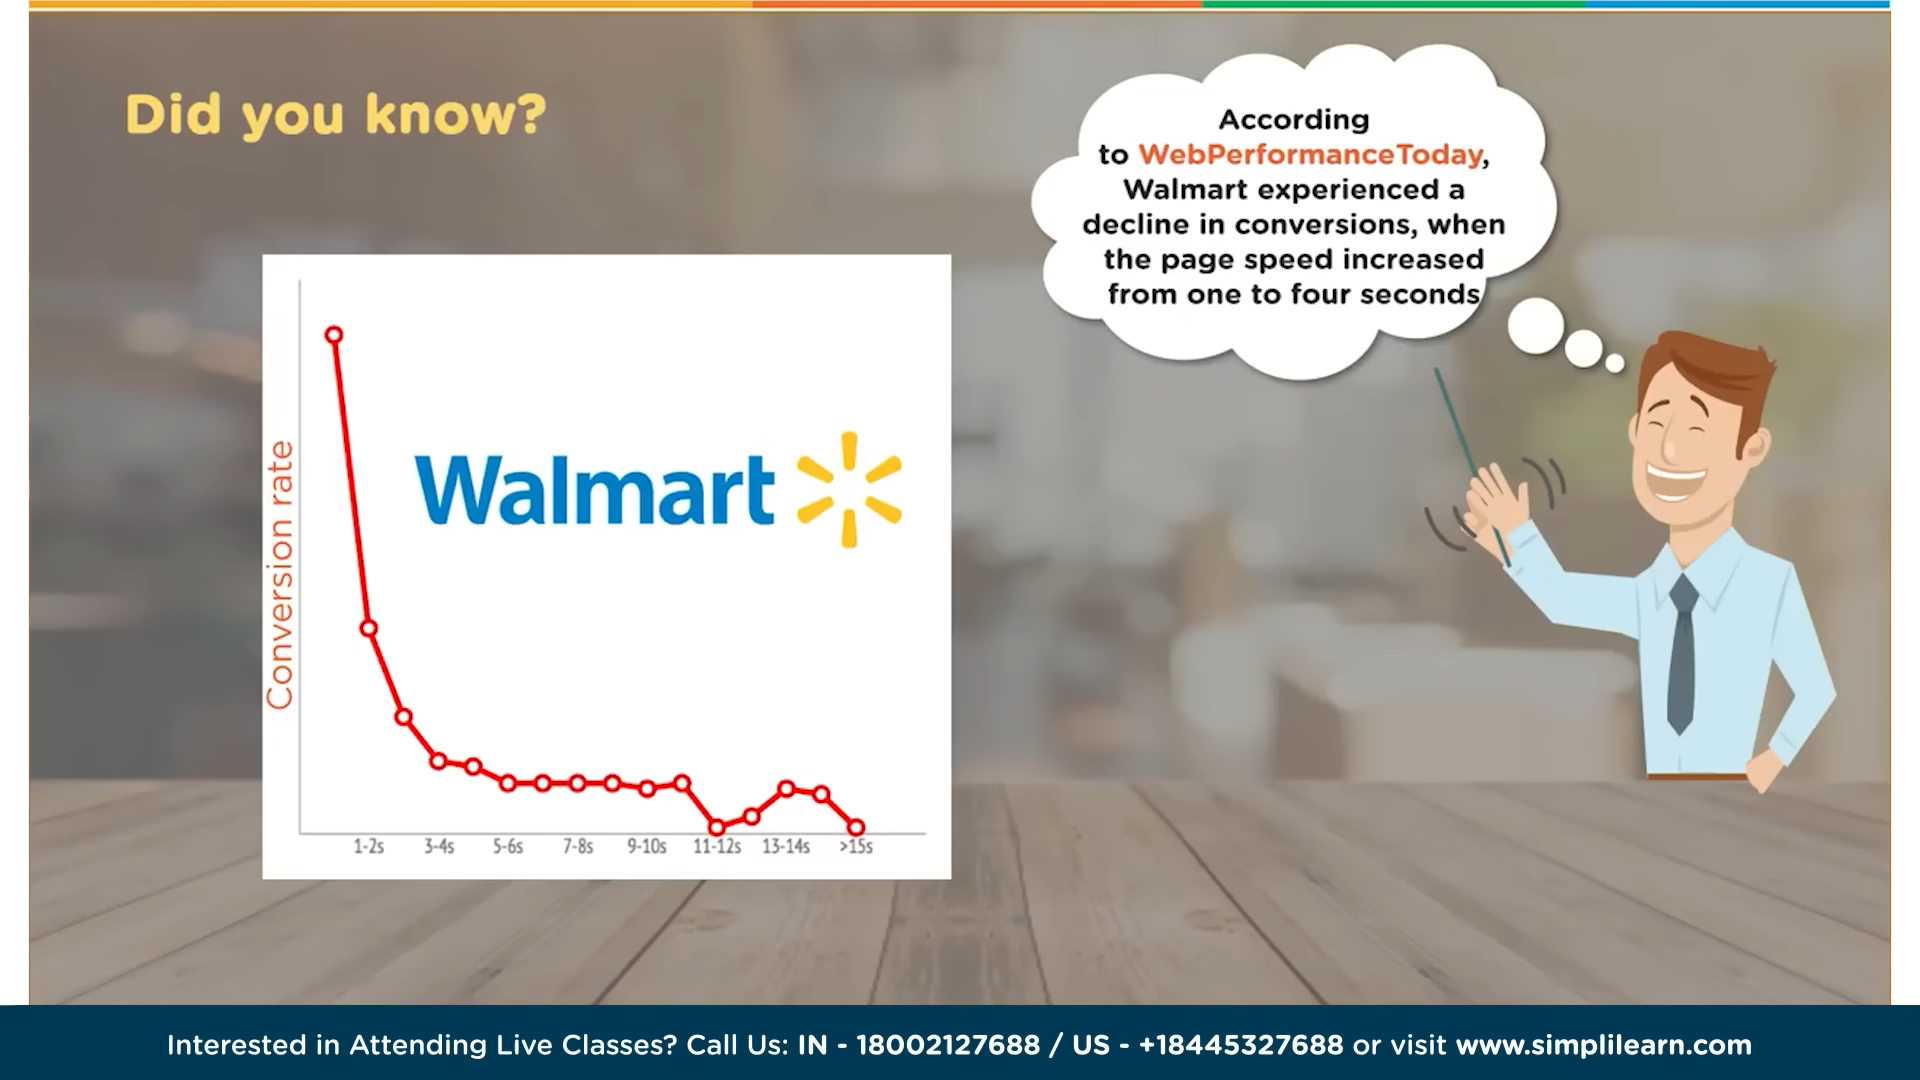 Did you know?
According
to WebPerformanceToday,
Walmart experienced a
decline in conversions, when
the page speed increased
from one to four seconds
Conversion rate
Walmart
1-2s 3-4s 5-6s 7-8s 9-10s 11-12s 13-14s >15s
Interested in Attending Live Classes? Call Us: IN - 18002127688 / US - +18445327688 or visit www.simplilearn.com